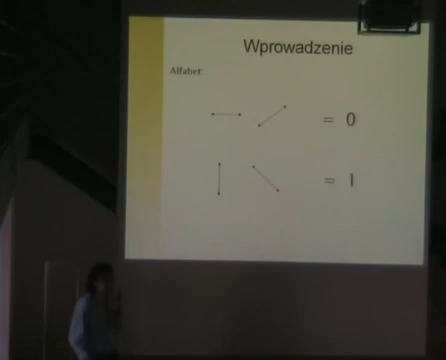 Wprowadzenie
Alfabet:
= 0
= 1